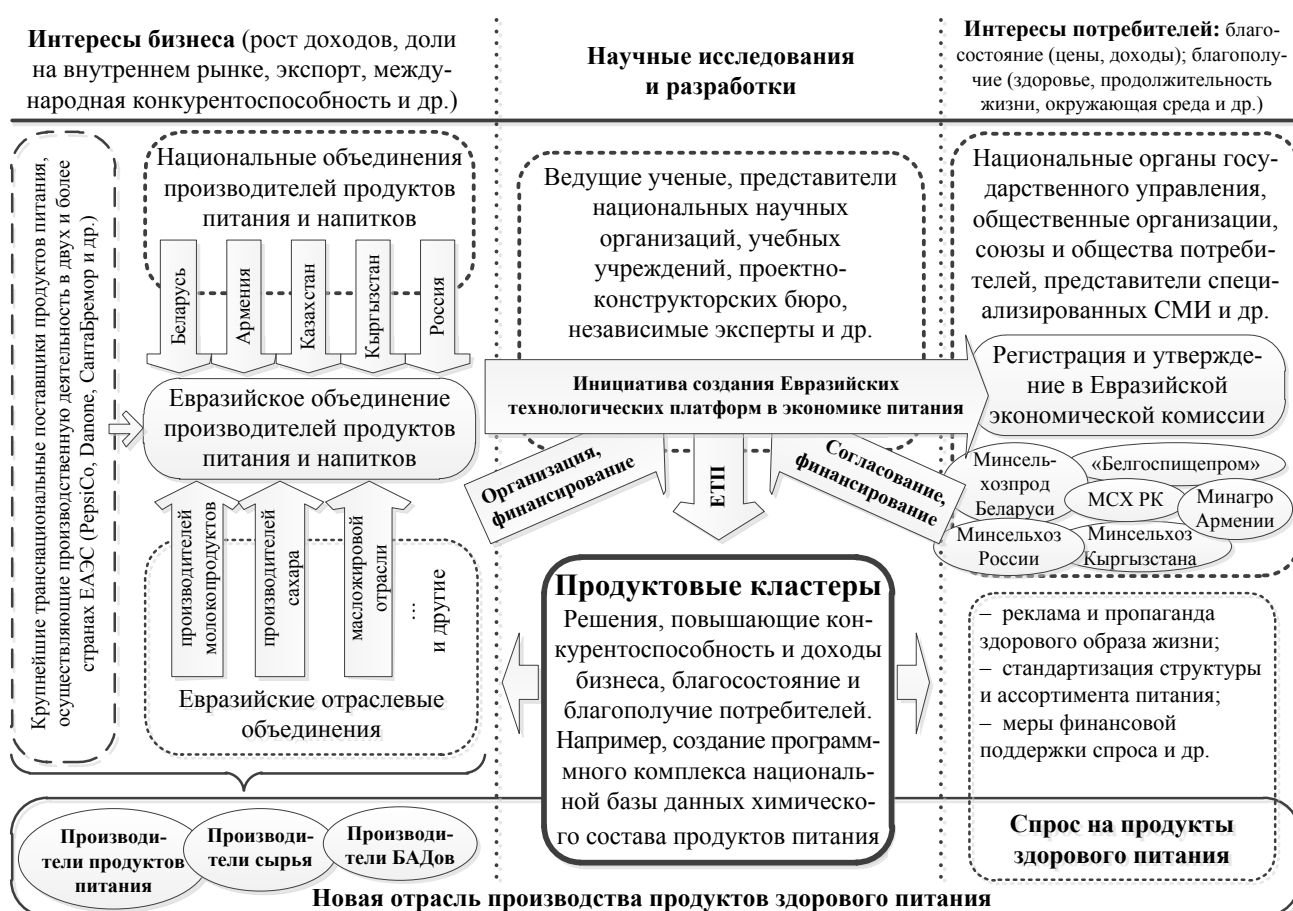 Интересы бизнеса (рост доходов, доли
на внутреннем рынке, экспорт, между-
народная конкурентоспособность и др.)
Научные исследования
и разработки
Интересы потребителей: благо-
состояние (цены, доходы); благополу-
чие (здоровье, продолжительность
жизни, окружающая среда и др.)
Крупнейшие транснациональные поставщики продуктов питания,
осуществляющие производственную деятельность в двух и более
странах ЕАЭС (PepsiCo, Danone, СантаБремор и др.)
Национальные объединения
производителей продуктов
питания и напитков
Беларусь
Армения
Казахстан
Кыргызстан
Россия
Евразийское объединение
производителей продуктов
питания и напитков
производителей
молокопродуктов
производителей
сахара
масложировой
отрасли
...
и другие
Евразийские отраслевые
объединения
Ведущие ученые, представители
национальных научных
организаций, учебных
учреждений, проектно-
конструкторских бюро,
независимые эксперты и др.
Инициатива создания Евразийских
технологических платформ в экономике питания
Организация,
финансирование
ЕТП
Согласование,
финансирование
Национальные органы госу-
дарственного управления,
общественные организации,
союзы и общества потреби-
телей, представители специ-
ализированных СМИ и др.
Регистрация и утвержде-
ние в Евразийской
экономической комиссии
Минсель-
хозпрод
Беларуси
«Белгоспищепром»
МСХ РК
Минагро
Армении
Минсельхоз
России
Минсельхоз
Кыргызстана
Продуктовые кластеры
Решения, повышающие кон-
курентоспособность и доходы
бизнеса, благосостояние и
благополучие потребителей.
Например, создание програм-
много комплекса националь-
ной базы данных химическо-
го состава продуктов питания
– реклама и пропаганда
здорового образа жизни;
– стандартизация структуры
и ассортимента питания;
– меры финансовой
поддержки спроса и др.
Производи-
тели продуктов
питания
Производи-
тели сырья
Производи-
тели БАДов
Спрос на продукты
здорового питания
Новая отрасль производства продуктов здорового питания